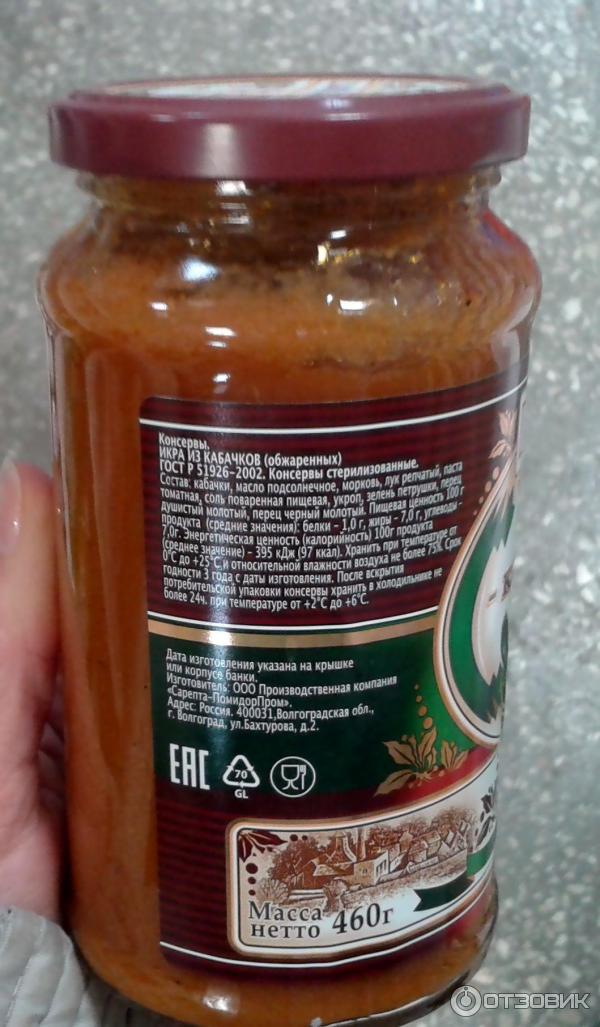 Консервы.
ИКРА ИЗ КАБАЧКОВ (обжаренных)
ГОСТ Р 51926-2002. Консервы стерилизованные.
Состав: кабачки, масло подсолнечное, морковь, лук репчатый, паста
томатная, соль поваренная пищевая, укроп, зелень петрушки, перец
душистый молотый, перец черный молотый. Пищевая ценность 100 г
продукта (средние значения): белки - 1,0 г, жиры - 7,0 г, углеводы -
7,0г. Энергетическая ценность (калорийность) 100г продукта
(среднее значение) - 395 кДж (97 ккал). Хранить при температуре от
0°С до +25°С и относительной влажности воздуха не более 75%. Срок
годности 3 года с даты изготовления. После вскрытия
потребительской упаковки консервы хранить в холодильнике не
более 24ч. при температуре от +2°С до +6°С.
Дата изготовления указана на крышке
или корпусе банки.
Изготовитель: ООО Производственная компания
«Сарепта-ПомидорПром».
Адрес: Россия, 400031,Волгоградская обл.,
г. Волгоград, ул.Бахтурова, д.2.
EAC
70
GL
Масса
нетто 460г
ОТЗОВИК